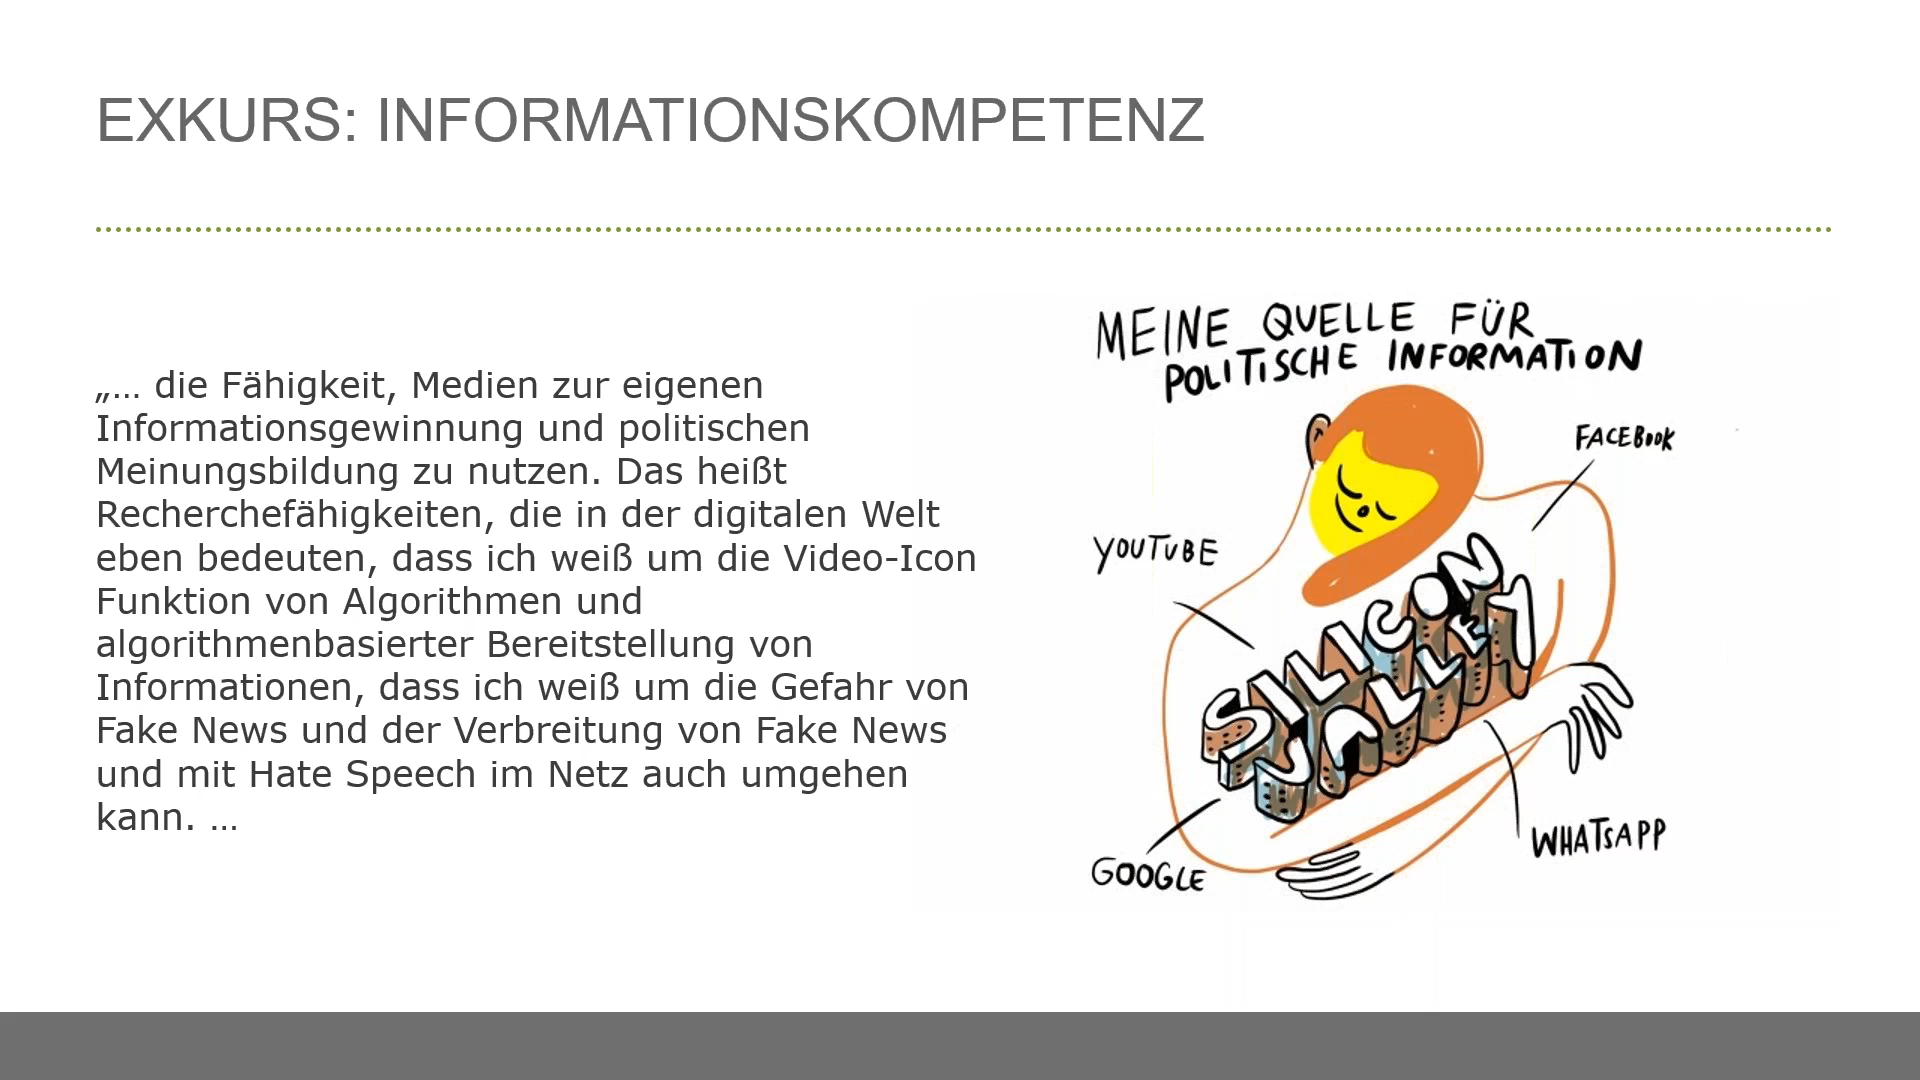 EXKURS: INFORMATIONSKOMPETENZ
„… die Fähigkeit, Medien zur eigenen
Informationsgewinnung und politischen
Meinungsbildung zu nutzen. Das heißt
Recherchefähigkeiten, die in der digitalen Welt
eben bedeuten, dass ich weiß um die Video-Icon
Funktion von Algorithmen und
algorithmenbasierter Bereitstellung von
Informationen, dass ich weiß um die Gefahr von
Fake News und der Verbreitung von Fake News
und mit Hate Speech im Netz auch umgehen
kann. …
MEINE QUELLE FÜR
POLITISCHE INFORMATION
FACEBOOK
YOUTUBE
SILICON
VALLEY
WHATSAPP
GOOGLE